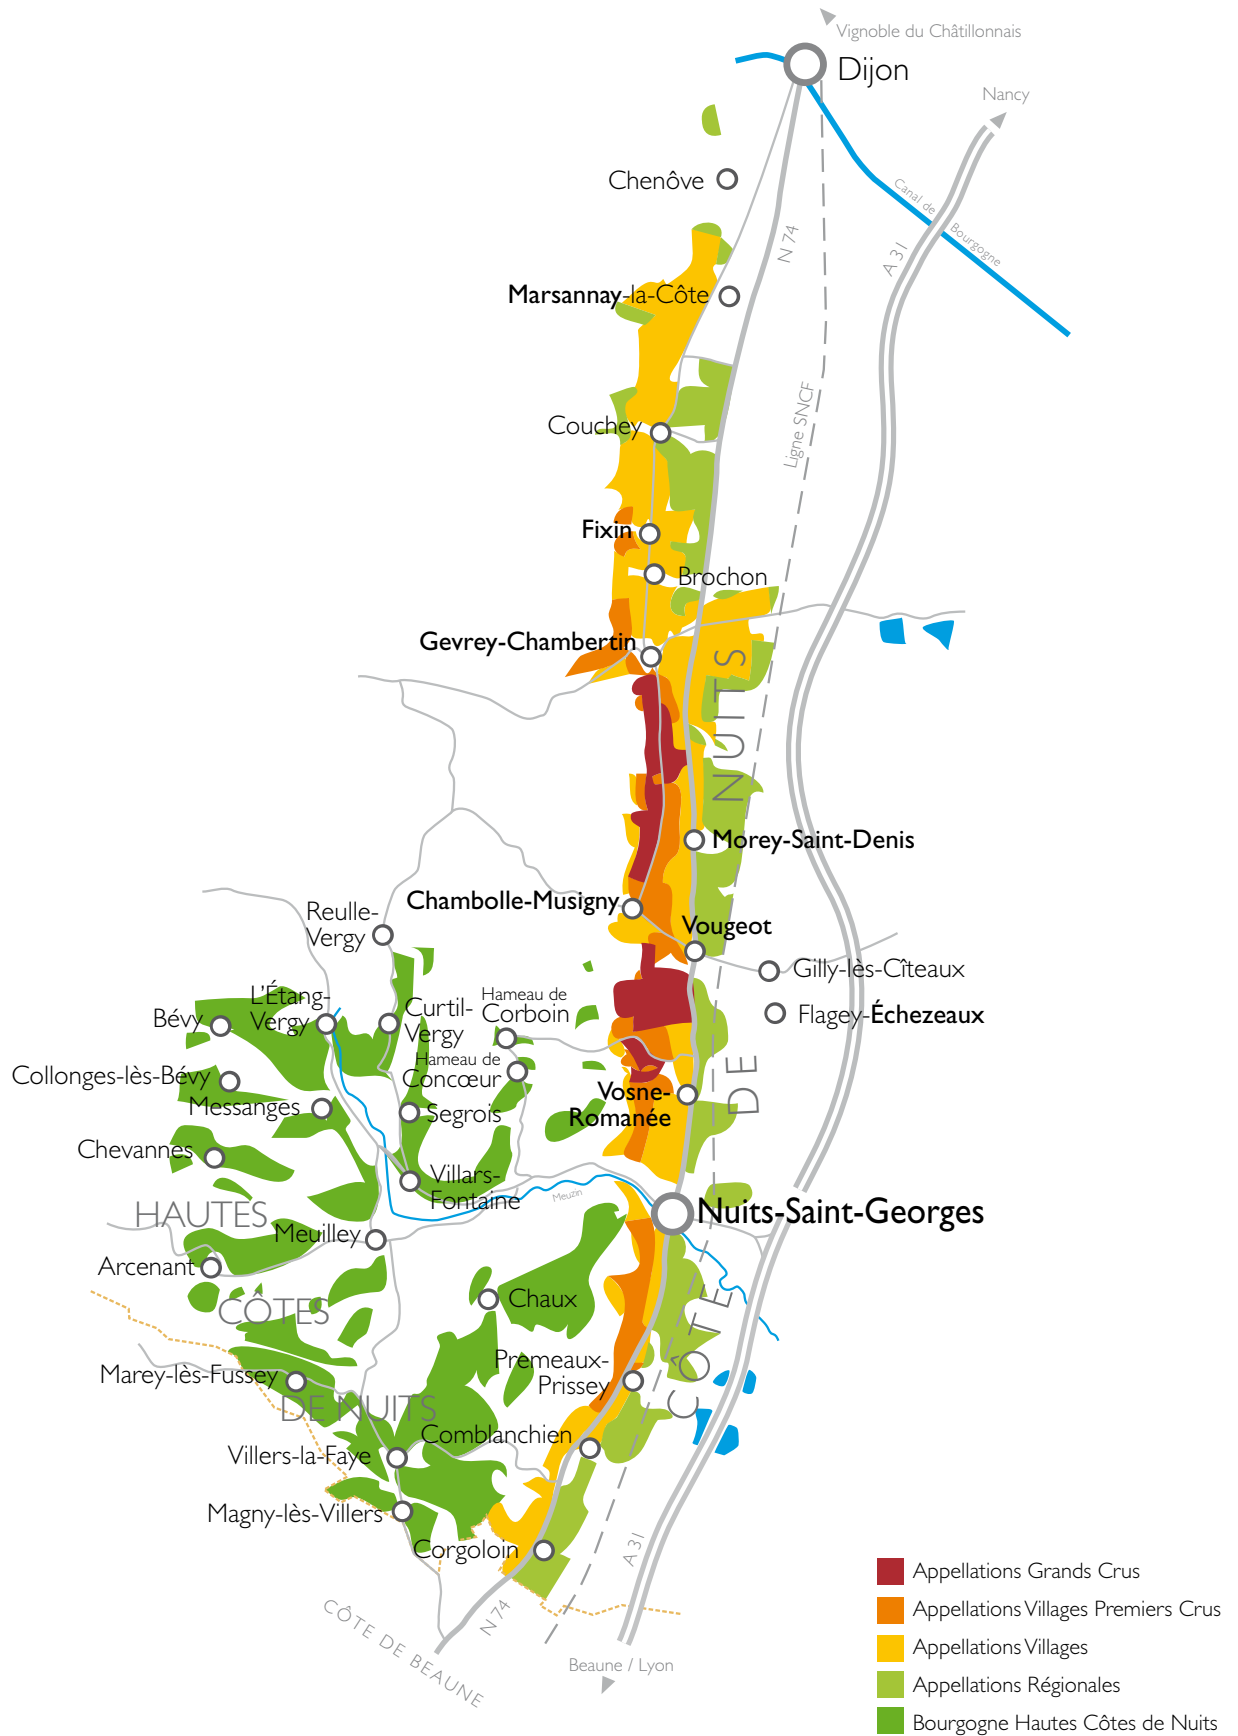 Vignoble du Châtillonnais
Dijon
Nancy
Chenôve
Canal de
Bourgogne
N 74
A 31
Marsannay-la-Côte
Ligne SNCF
Couchey
Fixin
Brochon
Gevrey-Chambertin
Morey-Saint-Denis
Chambolle-Musigny
Reulle-
Vergy
Vougeot
Gilly-lès-Cîteaux
Flagey-Échezeaux
L'Étang-
Vergy
Bévy
Curtil-
Vergy
Hameau de
Corboin
Hameau de
Concœur
Collonges-lès-Bévy
Messanges
Segrois
Vosne-
Romanée
Chevannes
Villars-
Fontaine
Meuzin
Nuits-Saint-Georges
HAUTES
CÔTES
DE NUITS
Meuilley
Arcenant
Chaux
CÔTE
DE
NUITS
Premeaux-
Prissey
Marey-lès-Fussey
Comblanchien
Villers-la-Faye
Magny-lès-Villers
Corgoloin
A 31
N 74
CÔTE DE BEAUNE
Beaune / Lyon
Appellations Grands Crus
Appellations Villages Premiers Crus
Appellations Villages
Appellations Régionales
Bourgogne Hautes Côtes de Nuits